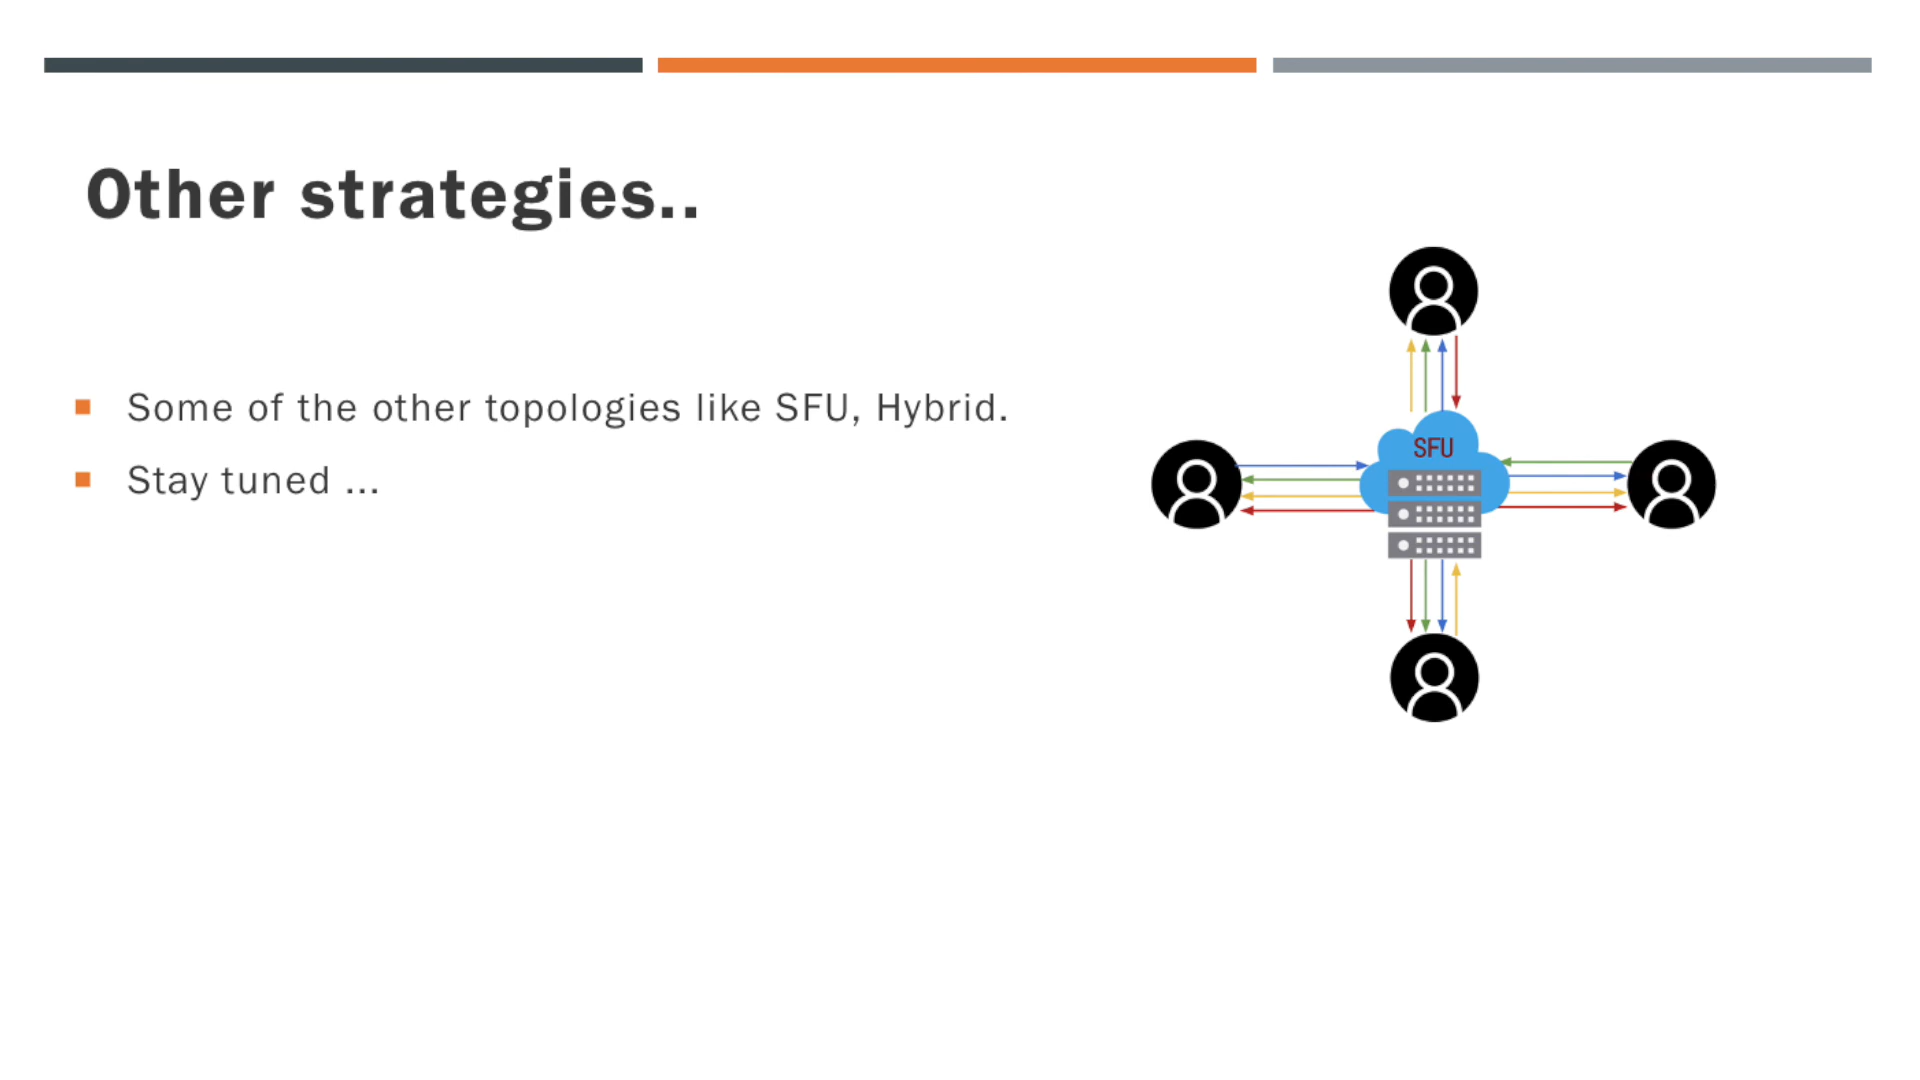 Other strategies..
Some of the other topologies like SFU, Hybrid.
Stay tuned ...
SFU